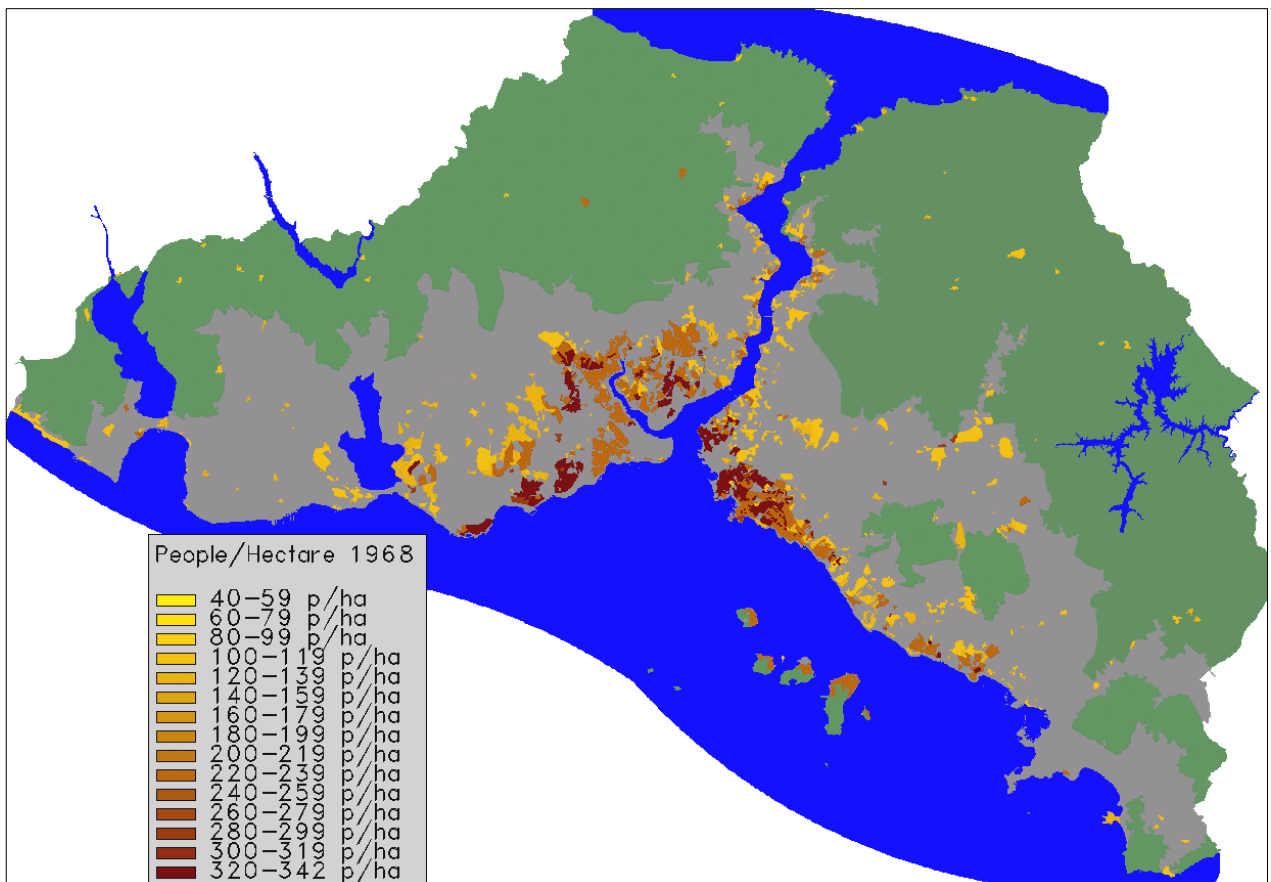 People/Hectare 1968
40-59 p/ha
60-79 p/ha
80-99 p/ha
100-119 p/ha
120-139 p/ha
140-159 p/ha
160-179 p/ha
180-199 p/ha
200-219 p/ha
220-239 p/ha
240-259 p/ha
260-279 p/ha
280-299 p/ha
300-319 p/ha
320-342 p/ha